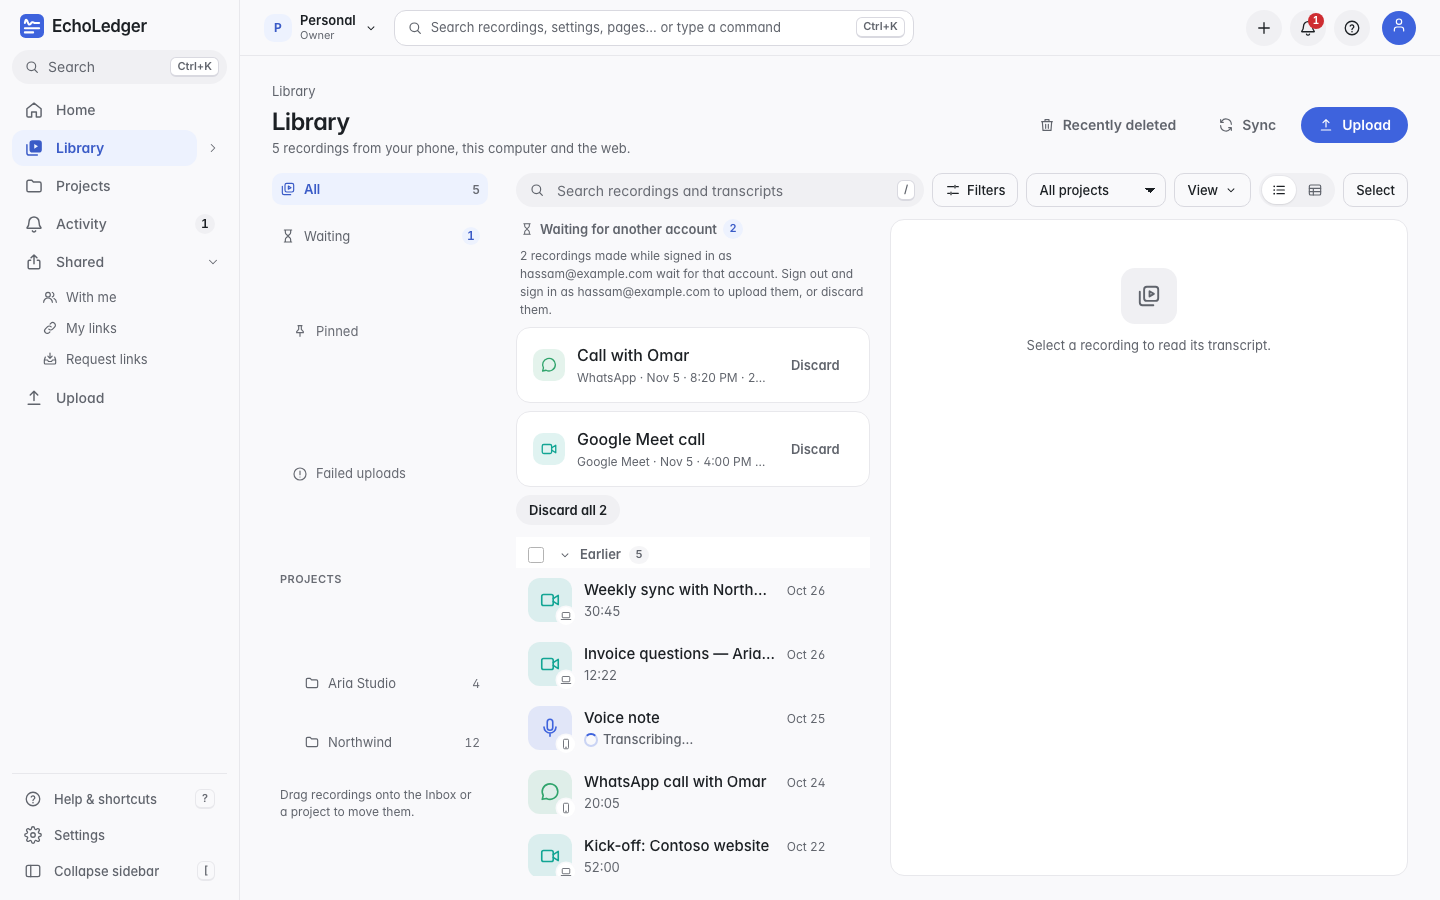 EchoLedger
Search
Ctrl+K
Home
Library
Projects
Activity
1
Shared
With me
My links
Request links
Upload
Help & shortcuts
?
Settings
Collapse sidebar
[
P
Personal
Owner
Search recordings, settings, pages... or type a command
Ctrl+K
1
Library
Library
5 recordings from your phone, this computer and the web.
Recently deleted
Sync
Upload
All
5
Waiting
1
Pinned
Failed uploads
PROJECTS
Aria Studio
4
Northwind
12
Drag recordings onto the Inbox or
a project to move them.
Search recordings and transcripts
/
Filters
All projects
View
Select
Waiting for another account
2
2 recordings made while signed in as
hassam@example.com wait for that account. Sign out and
sign in as hassam@example.com to upload them, or discard
them.
Call with Omar
WhatsApp · Nov 5 · 8:20 PM · 2...
Discard
Google Meet call
Google Meet · Nov 5 · 4:00 PM ...
Discard
Discard all 2
Earlier
5
Weekly sync with North...
Oct 26
30:45
Invoice questions — Aria...
Oct 26
12:22
Voice note
Oct 25
Transcribing...
WhatsApp call with Omar
Oct 24
20:05
Kick-off: Contoso website
Oct 22
52:00
Select a recording to read its transcript.